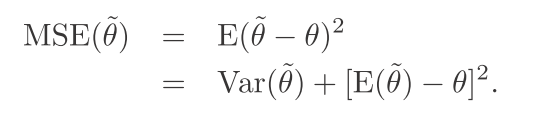 MSE(θ̃) = E(θ̃ − θ)²
= Var(θ̃) + [E(θ̃) − θ]².